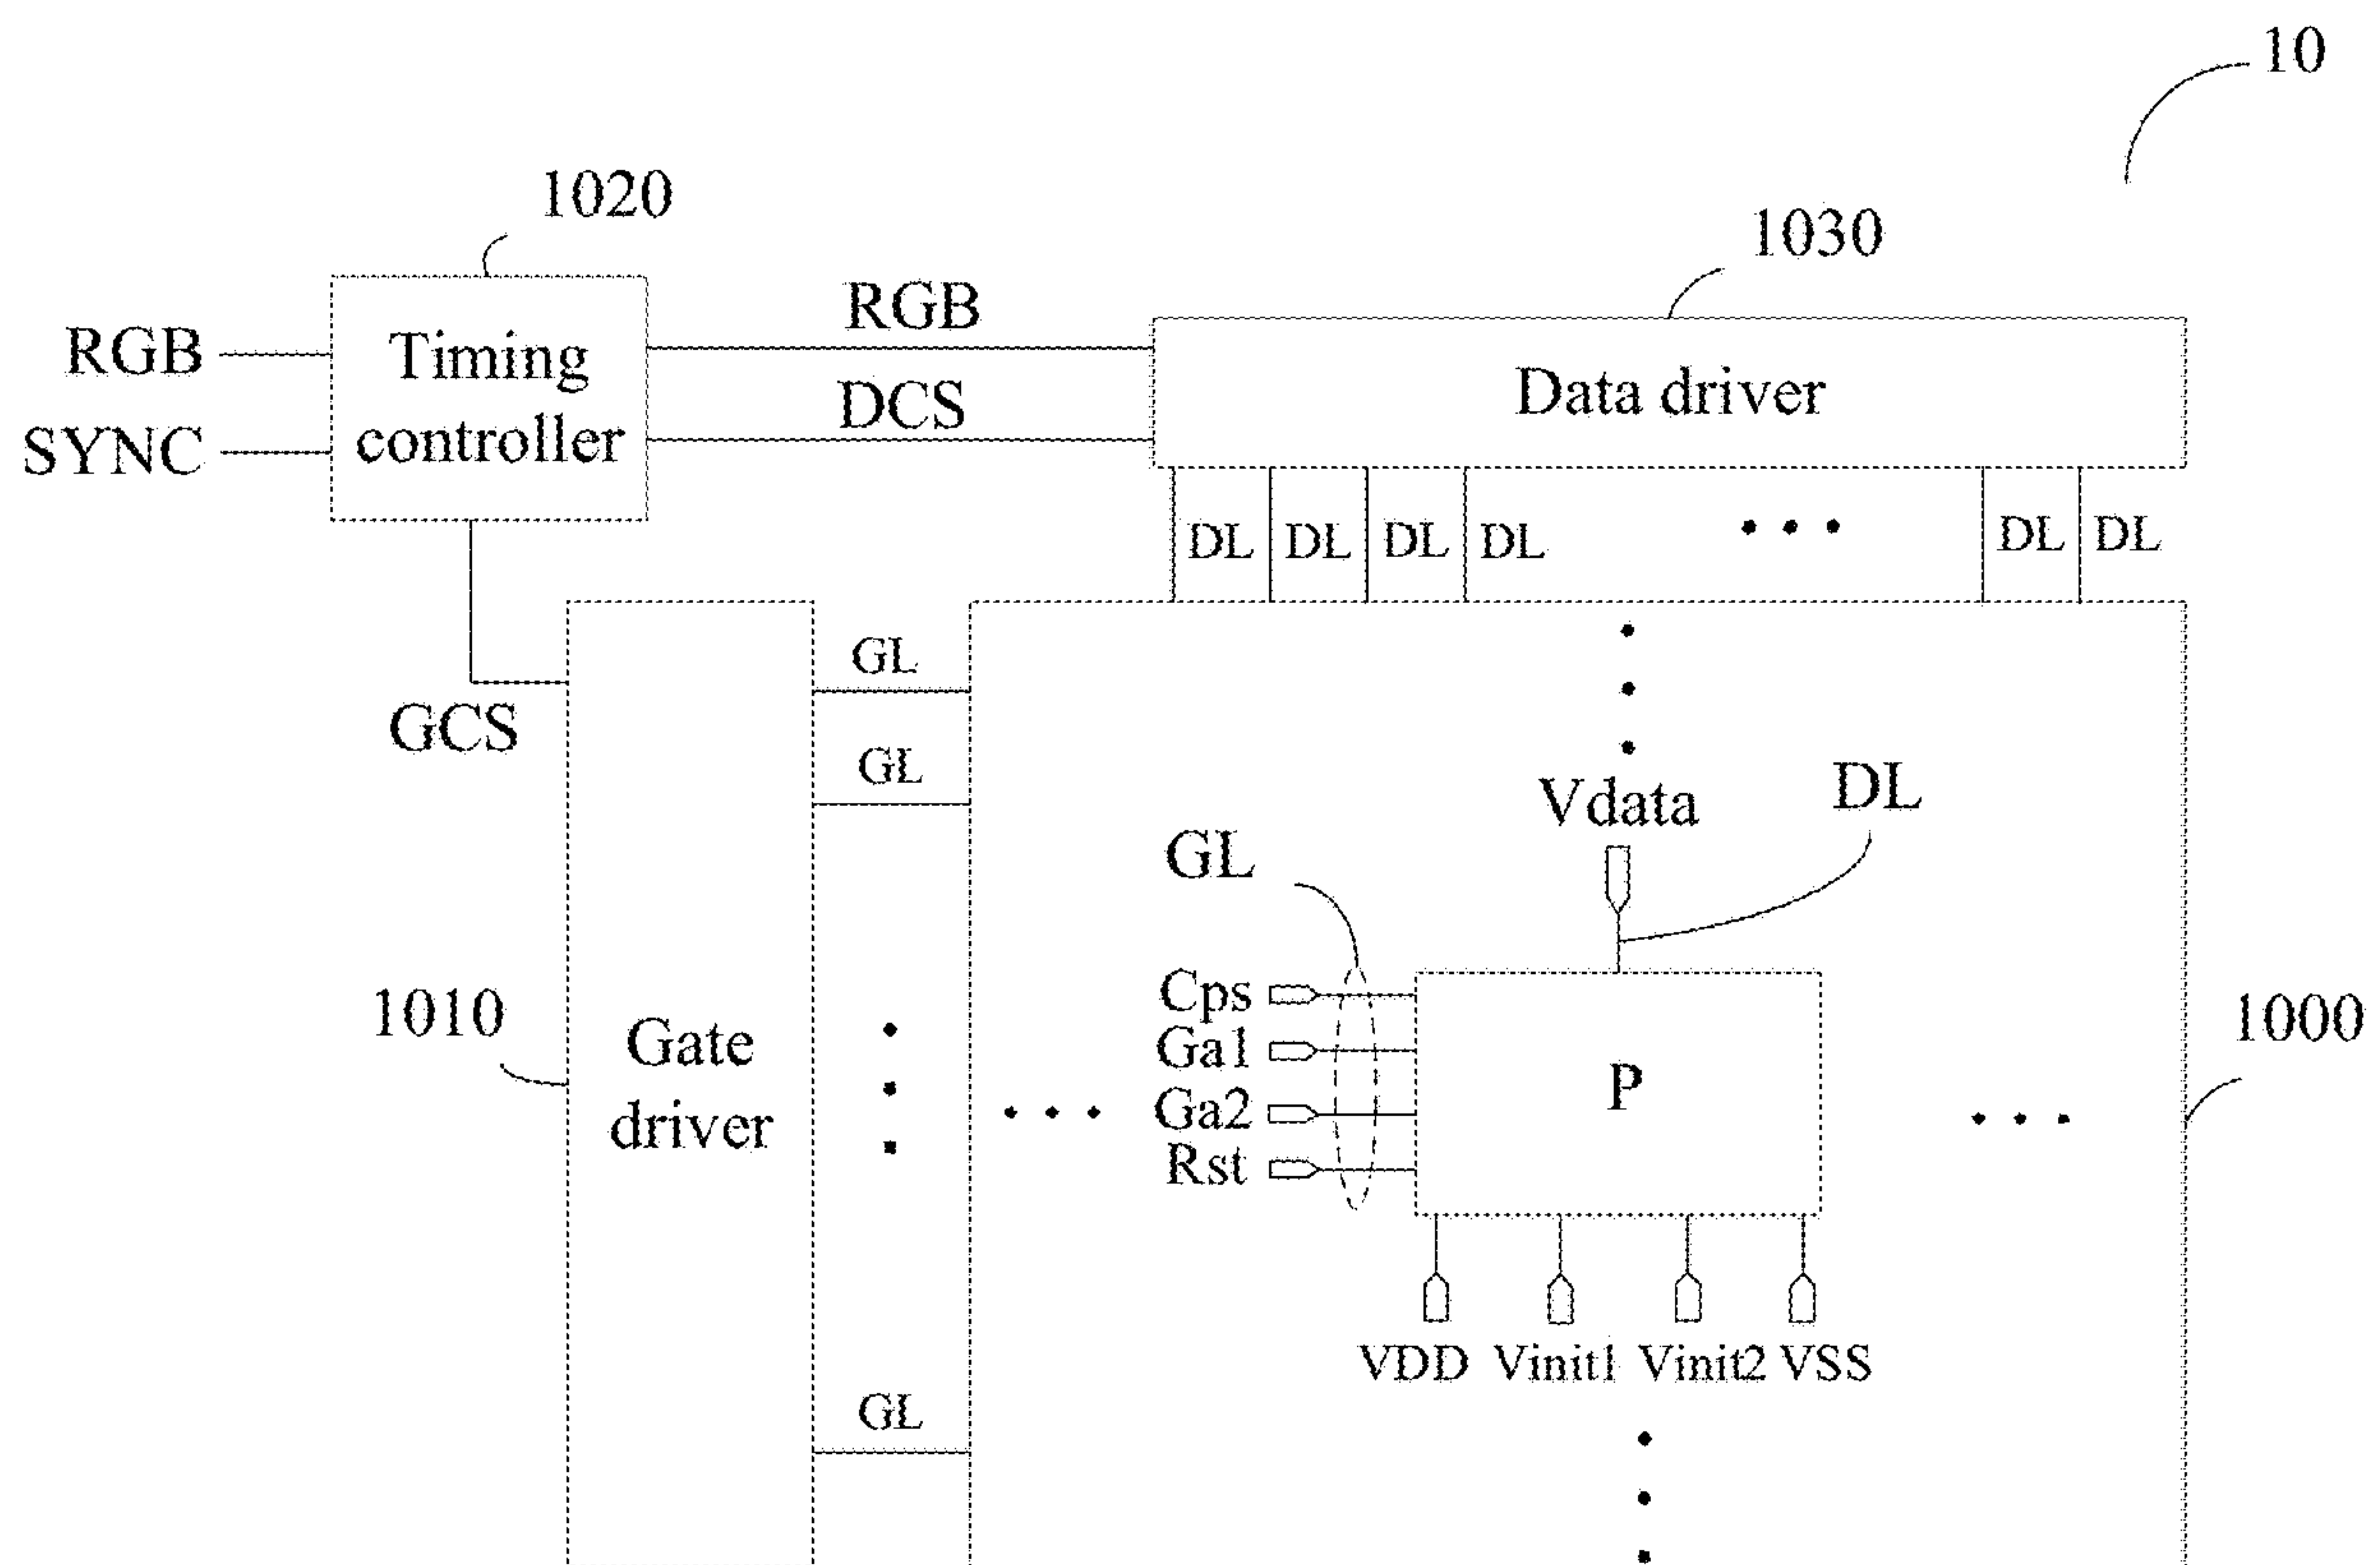 10
1020
1030
RGB
SYNC
Timing
controller
RGB
DCS
Data driver
DL DL DL DL DL DL
GCS
GL
GL
Vdata
DL
GL
1010
Gate
driver
Cps
Ga1
Ga2
Rst
P
1000
VDD Vinit1 Vinit2 VSS
GL